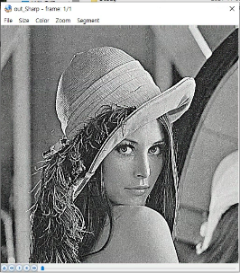 out_Sharp - frame: 1/1
File Size Color Zoom Segment